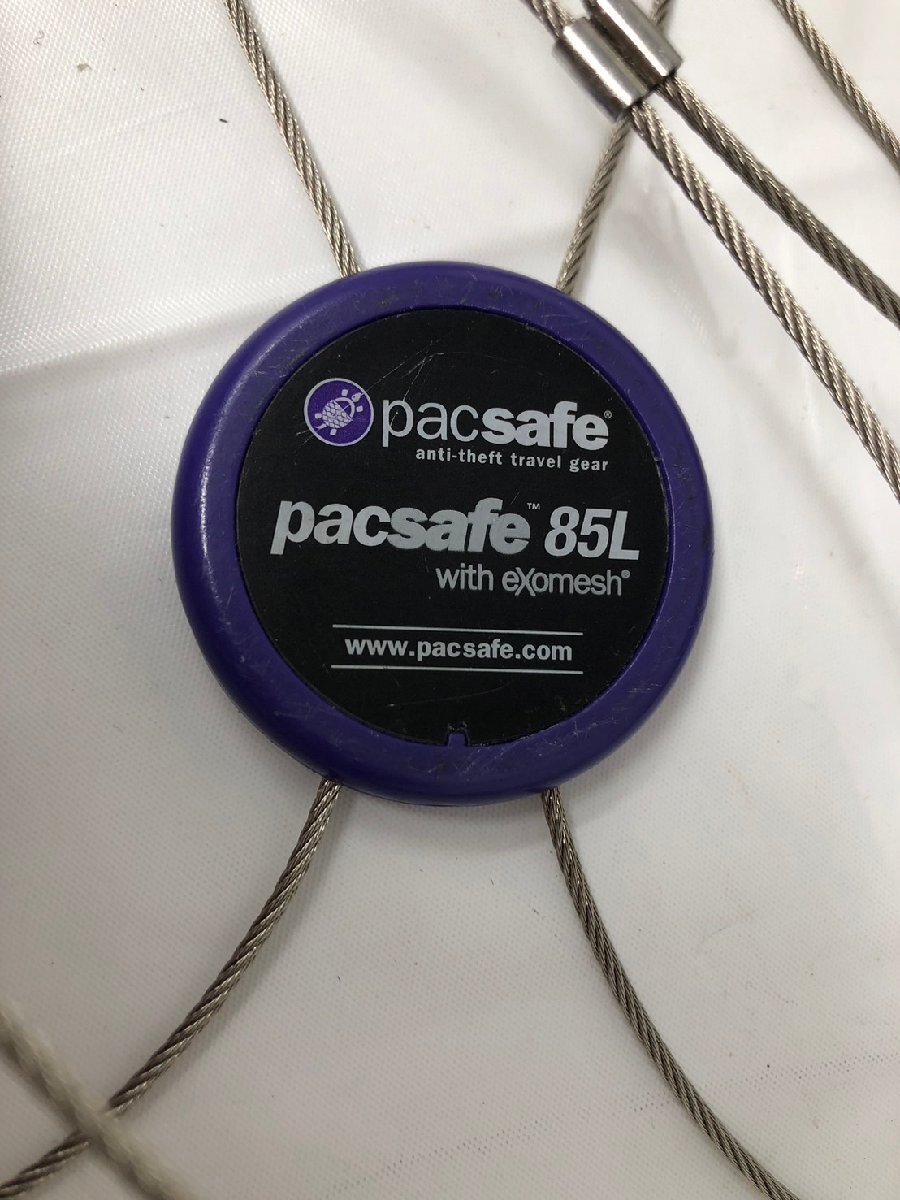 pacsafe®
anti-theft travel gear
pacsafe™ 85L
with eXomesh®
www.pacsafe.com